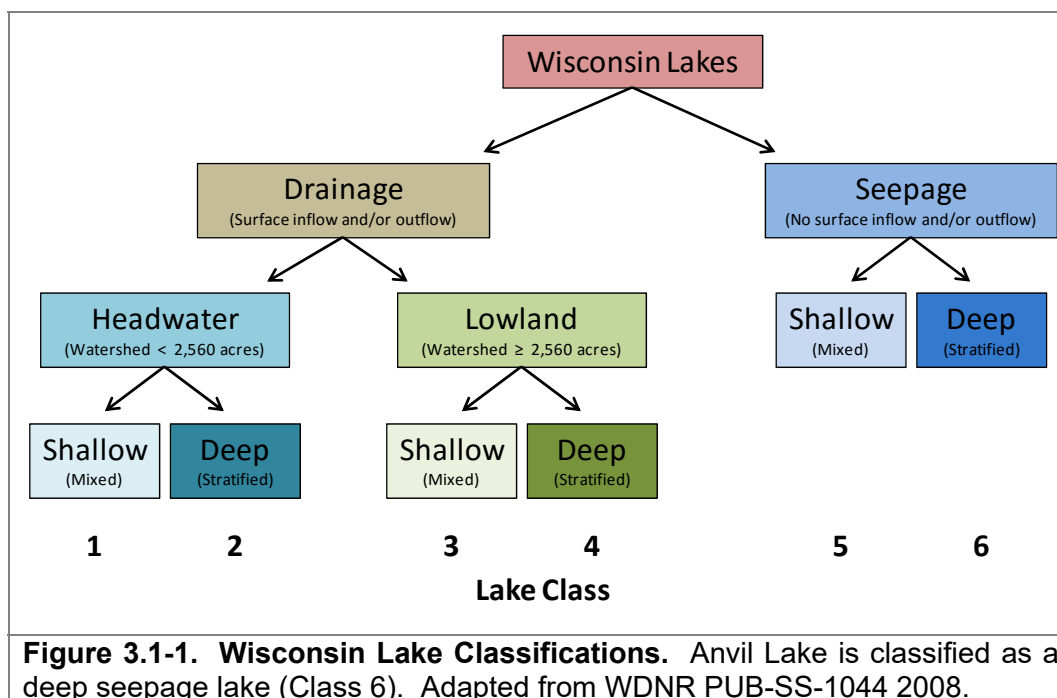 Wisconsin Lakes
Drainage
(Surface inflow and/or outflow)
Seepage
(No surface inflow and/or outflow)
Headwater
(Watershed < 2,560 acres)
Lowland
(Watershed ≥ 2,560 acres)
Shallow
(Mixed)
Deep
(Stratified)
Shallow
(Mixed)
Deep
(Stratified)
Shallow
(Mixed)
Deep
(Stratified)
1 2 3 4 5 6
Lake Class
Figure 3.1-1. Wisconsin Lake Classifications. Anvil Lake is classified as a
deep seepage lake (Class 6). Adapted from WDNR PUB-SS-1044 2008.